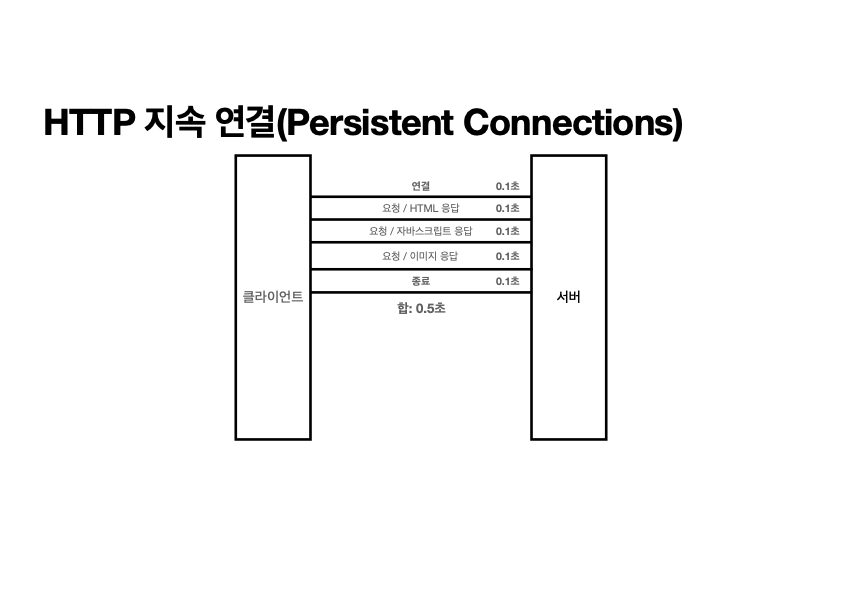 HTTP 지속 연결(Persistent Connections)
연결 0.1초
요청 / HTML 응답 0.1초
요청 / 자바스크립트 응답 0.1초
요청 / 이미지 응답 0.1초
종료 0.1초
클라이언트
서버
합: 0.5초